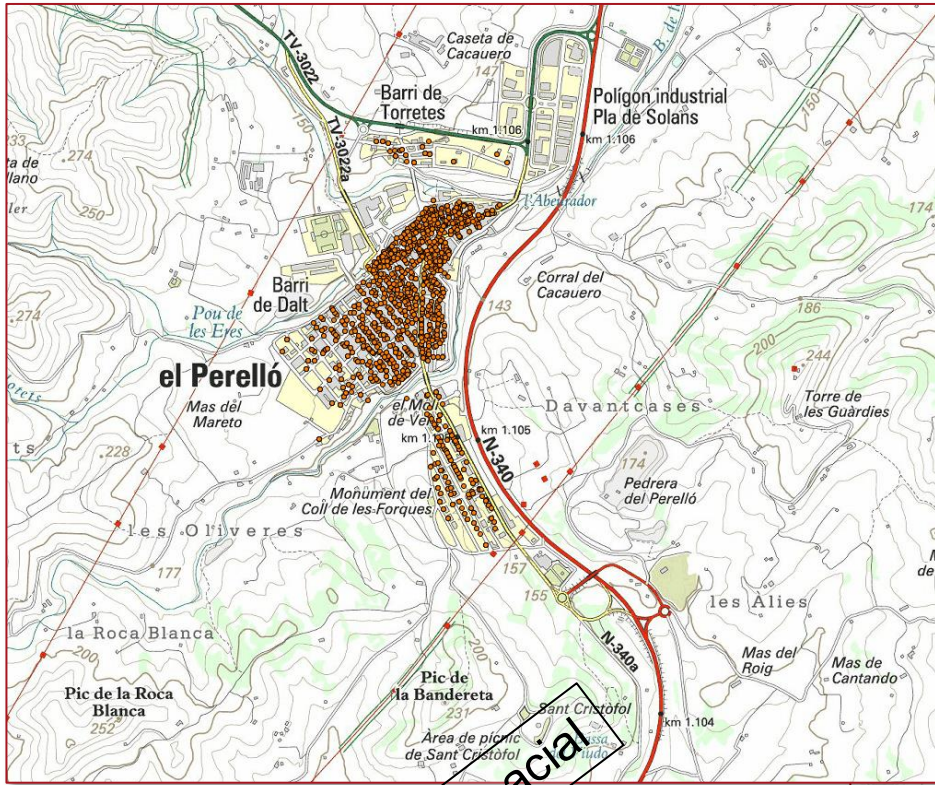 TV-3022
Caseta de
Cacauero
147
B. de
Barri de
Torretes
km 1.106
Polígon industrial
Pla de Solans
km 1.106
150
150
TV-3022a
233
274
250
l'Abeurador
174
Barri
de Dalt
Corral del
Cacauero
143
186
Pou de
les Eres
274
200
244
el Perelló
Torre de
les Guàrdies
Mas del
Mareto
el Molí
de Vent
Davantcases
km 1.105
N-340
228
174
Pedrera
del Perelló
Monument del
Coll de les Forques
les Oliveres
157
177
155
les Àlies
la Roca Blanca
200
N-340a
Mas del
Roig
Mas de
Cantando
200
Pic de la Roca
Blanca
252
Pic de
la Bandereta
231
Sant Cristòfol
km 1.104
Àrea de pícnic
de Sant Cristòfol
acial